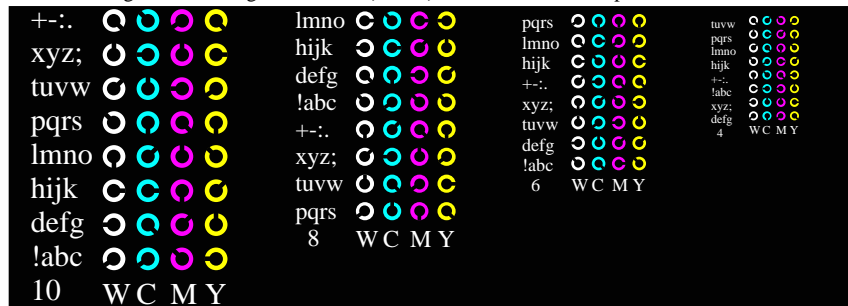 +-:.
xyz;
tuvw
pqrs
lmno
hijk
defg
!abc
10 W C M Y
lmno
hijk
defg
!abc
+-:.
xyz;
tuvw
pqrs
8 W C M Y
pqrs
lmno
hijk
+-:.
xyz;
tuvw
defg
!abc
6 W C M Y
tuvw
pqrs
lmno
hijk
+-:.
!abc
xyz;
defg
4 W C M Y